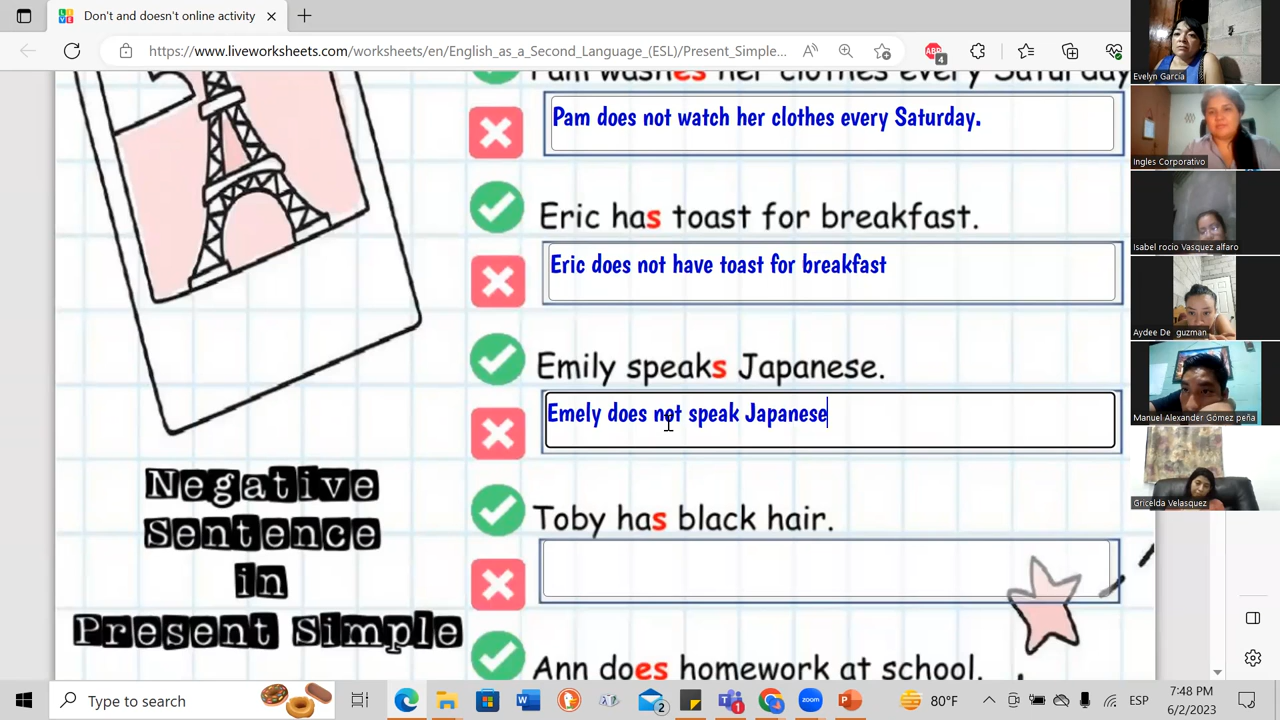 Don't and doesn't online activity
https://www.liveworksheets.com/worksheets/en/English_as_a_Second_Language_(ESL)/Present_Simple...
4
Pam washes her clothes every Saturday
Pam does not watch her clothes every Saturday.
Eric has toast for breakfast.
Eric does not have toast for breakfast
Emily speaks Japanese.
Emely does not speak Japanese
Toby has black hair.
Ann does homework at school.
Negative
Sentence
in
Present Simple
Evelyn García
Ingles Corporativo
Isabel rocio Vasquez alfaro
Aydee De guzman
Manuel Alexander Gómez peña
Gricelda Velasquez
Type to search
2
1
80°F
ESP
7:48 PM
6/2/2023